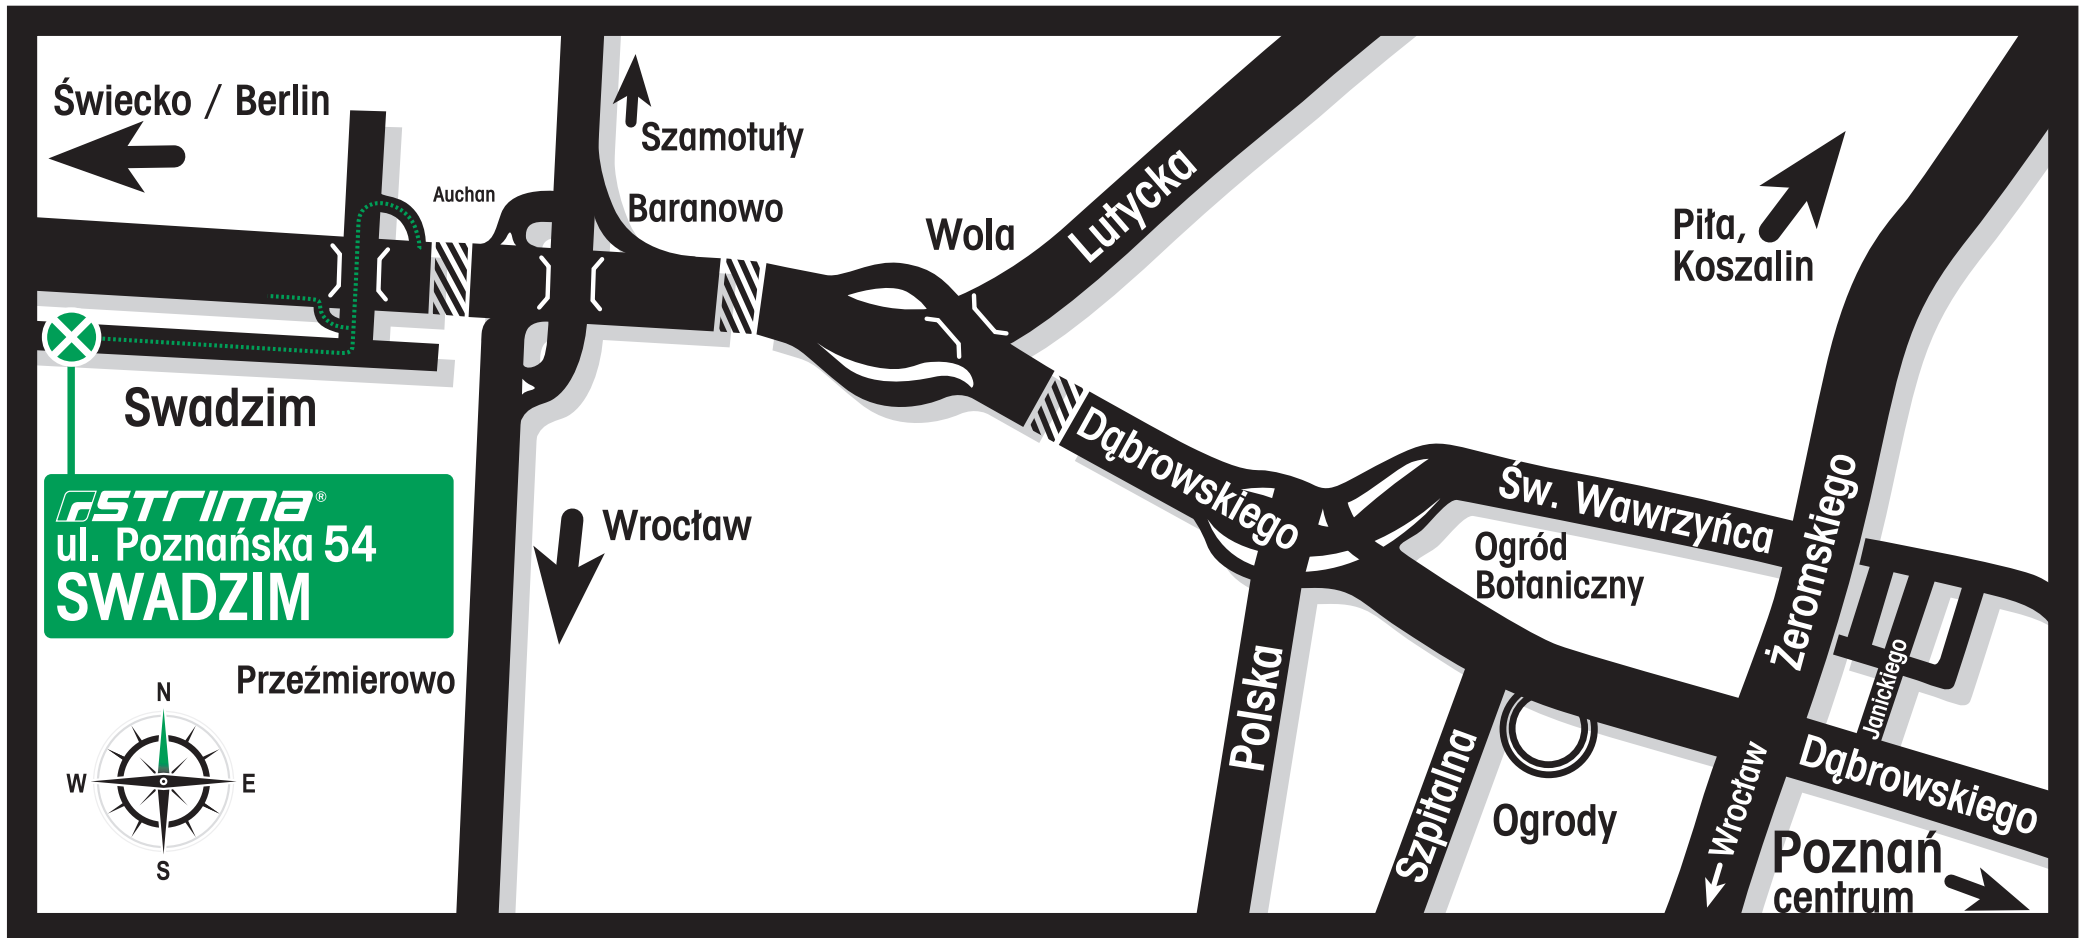 Świecko / Berlin
Szamotuły
Auchan
Baranowo
Wola
Lutycka
Piła,
Koszalin
Swadzim
STRIMA®
ul. Poznańska 54
SWADZIM
Wrocław
Dąbrowskiego
Św. Wawrzyńca
Ogród
Botaniczny
Żeromskiego
Janickiego
Przeźmierowo
Polska
Szpitalna
Ogrody
Wrocław
Dąbrowskiego
Poznań
centrum
N
W
E
S